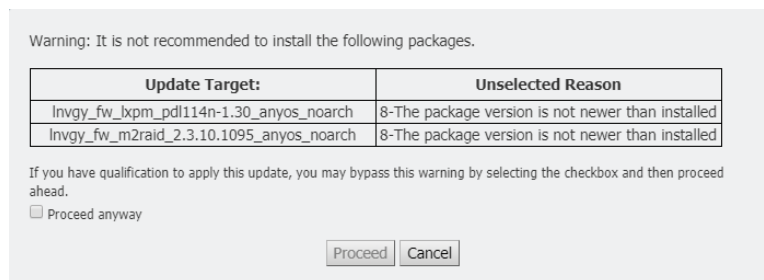 Warning: It is not recommended to install the following packages.
Update Target: Unselected Reason
lnvgy_fw_lxpm_pdl114n-1.30_anyos_noarch 8-The package version is not newer than installed
lnvgy_fw_m2raid_2.3.10.1095_anyos_noarch 8-The package version is not newer than installed
If you have qualification to apply this update, you may bypass this warning by selecting the checkbox and then proceed
ahead.
Proceed anyway
Proceed Cancel